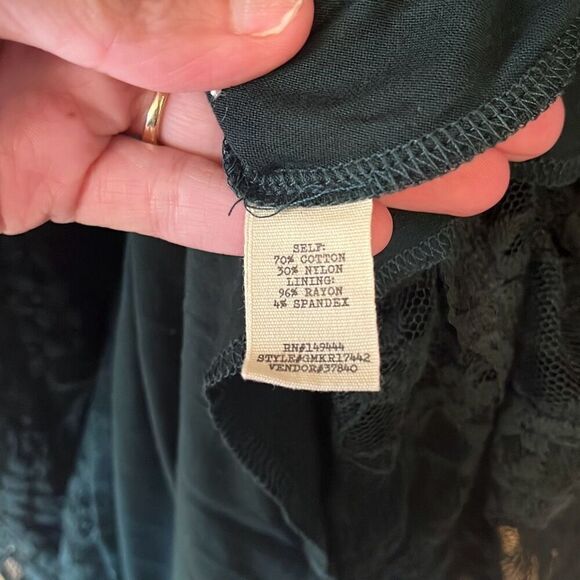 SELF:
70% COTTON
30% NYLON
LINING:
96% RAYON
4% SPANDEX
RN#149444
STYLE#GMKR17442
VENDOR#37840